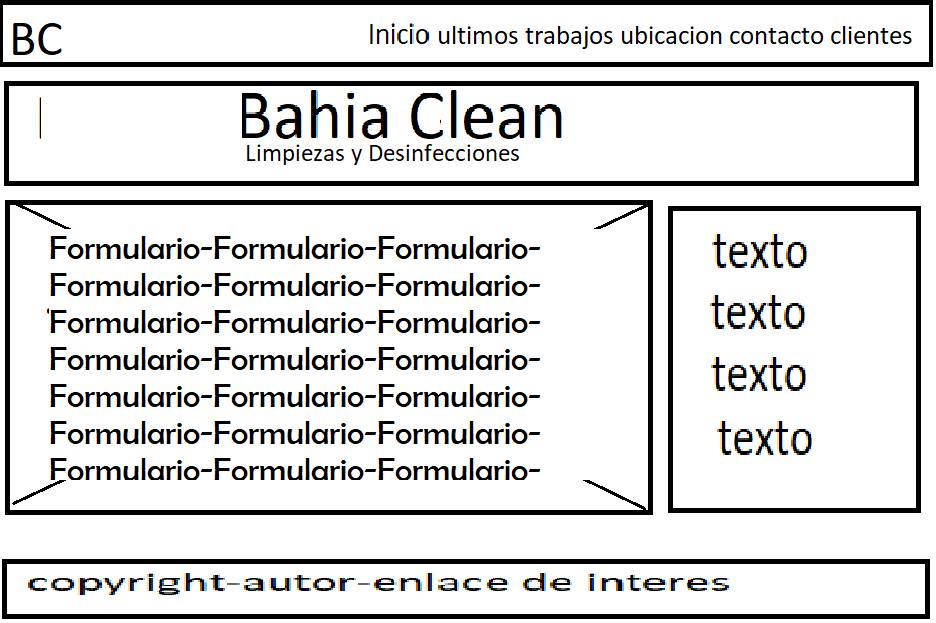 BC
Inicio ultimos trabajos ubicacion contacto clientes
Bahia Clean
Limpiezas y Desinfecciones
Formulario-Formulario-Formulario-
Formulario-Formulario-Formulario-
Formulario-Formulario-Formulario-
Formulario-Formulario-Formulario-
Formulario-Formulario-Formulario-
Formulario-Formulario-Formulario-
Formulario-Formulario-Formulario-
texto
texto
texto
texto
copyright-autor-enlace de interes